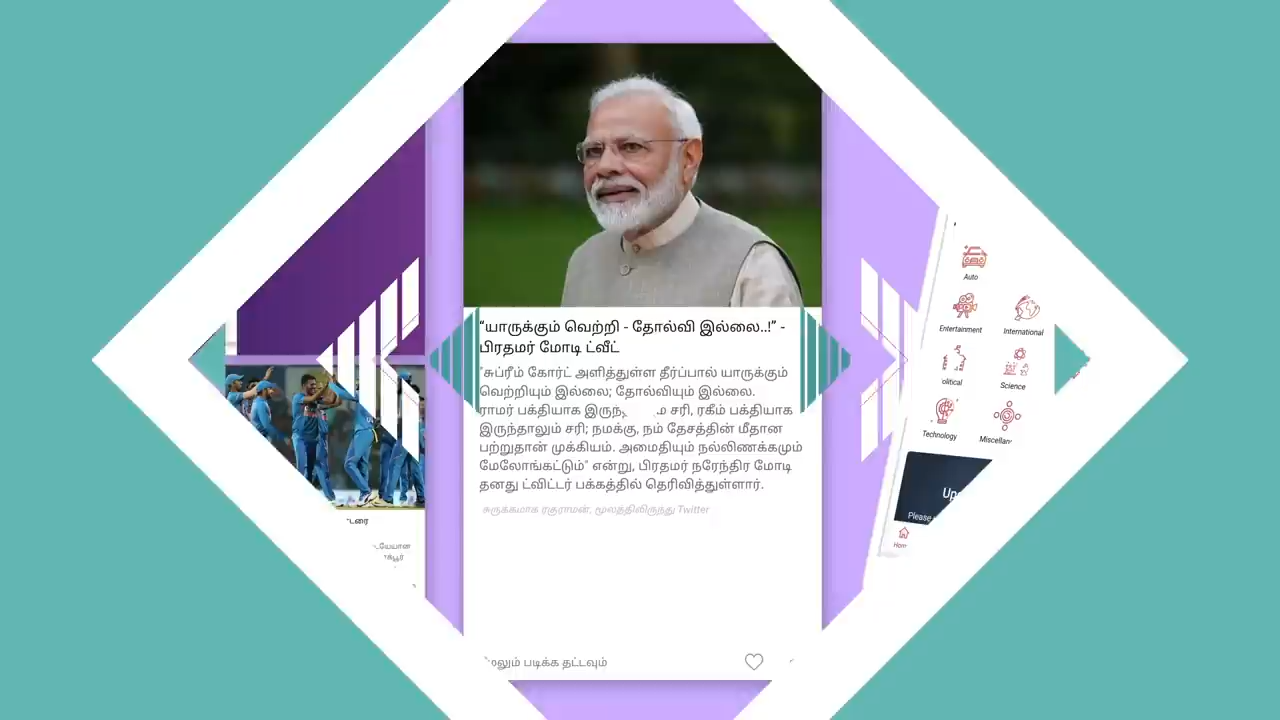 “யாருக்கும் வெற்றி - தோல்வி இல்லை..!” -
பிரதமர் மோடி ட்வீட்
"சுப்ரீம் கோர்ட் அளித்துள்ள தீர்ப்பால் யாருக்கும்
வெற்றியும் இல்லை; தோல்வியும் இல்லை.
ராமர் பக்தியாக சரி, ரகீம் பக்தியாக
இருந்தாலும் சரி; நமக்கு, நம் தேசத்தின் மீதான
பற்றுதான் முக்கியம். அமைதியும் நல்லிணக்கமும்
மேலோங்கட்டும்" என்று, பிரதமர் நரேந்திர மோடி
தனது ட்விட்டர் பக்கத்தில் தெரிவித்துள்ளார்.
சுருக்கமாக ரகுராமன், மூலத்திலிருந்து Twitter
படிக்க தட்டவும்
Auto
Entertainment
International
Science
Technology
Please